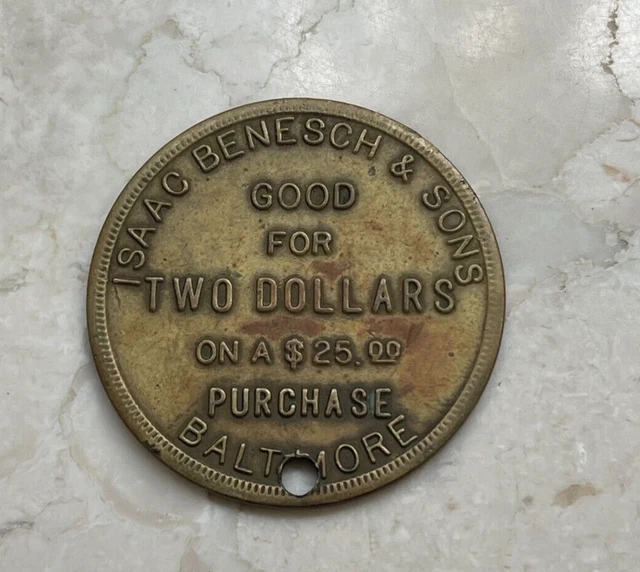 ISAAC BENESCH & SONS
GOOD
FOR
TWO DOLLARS
ON A $25.00
PURCHASE
BALTIMORE